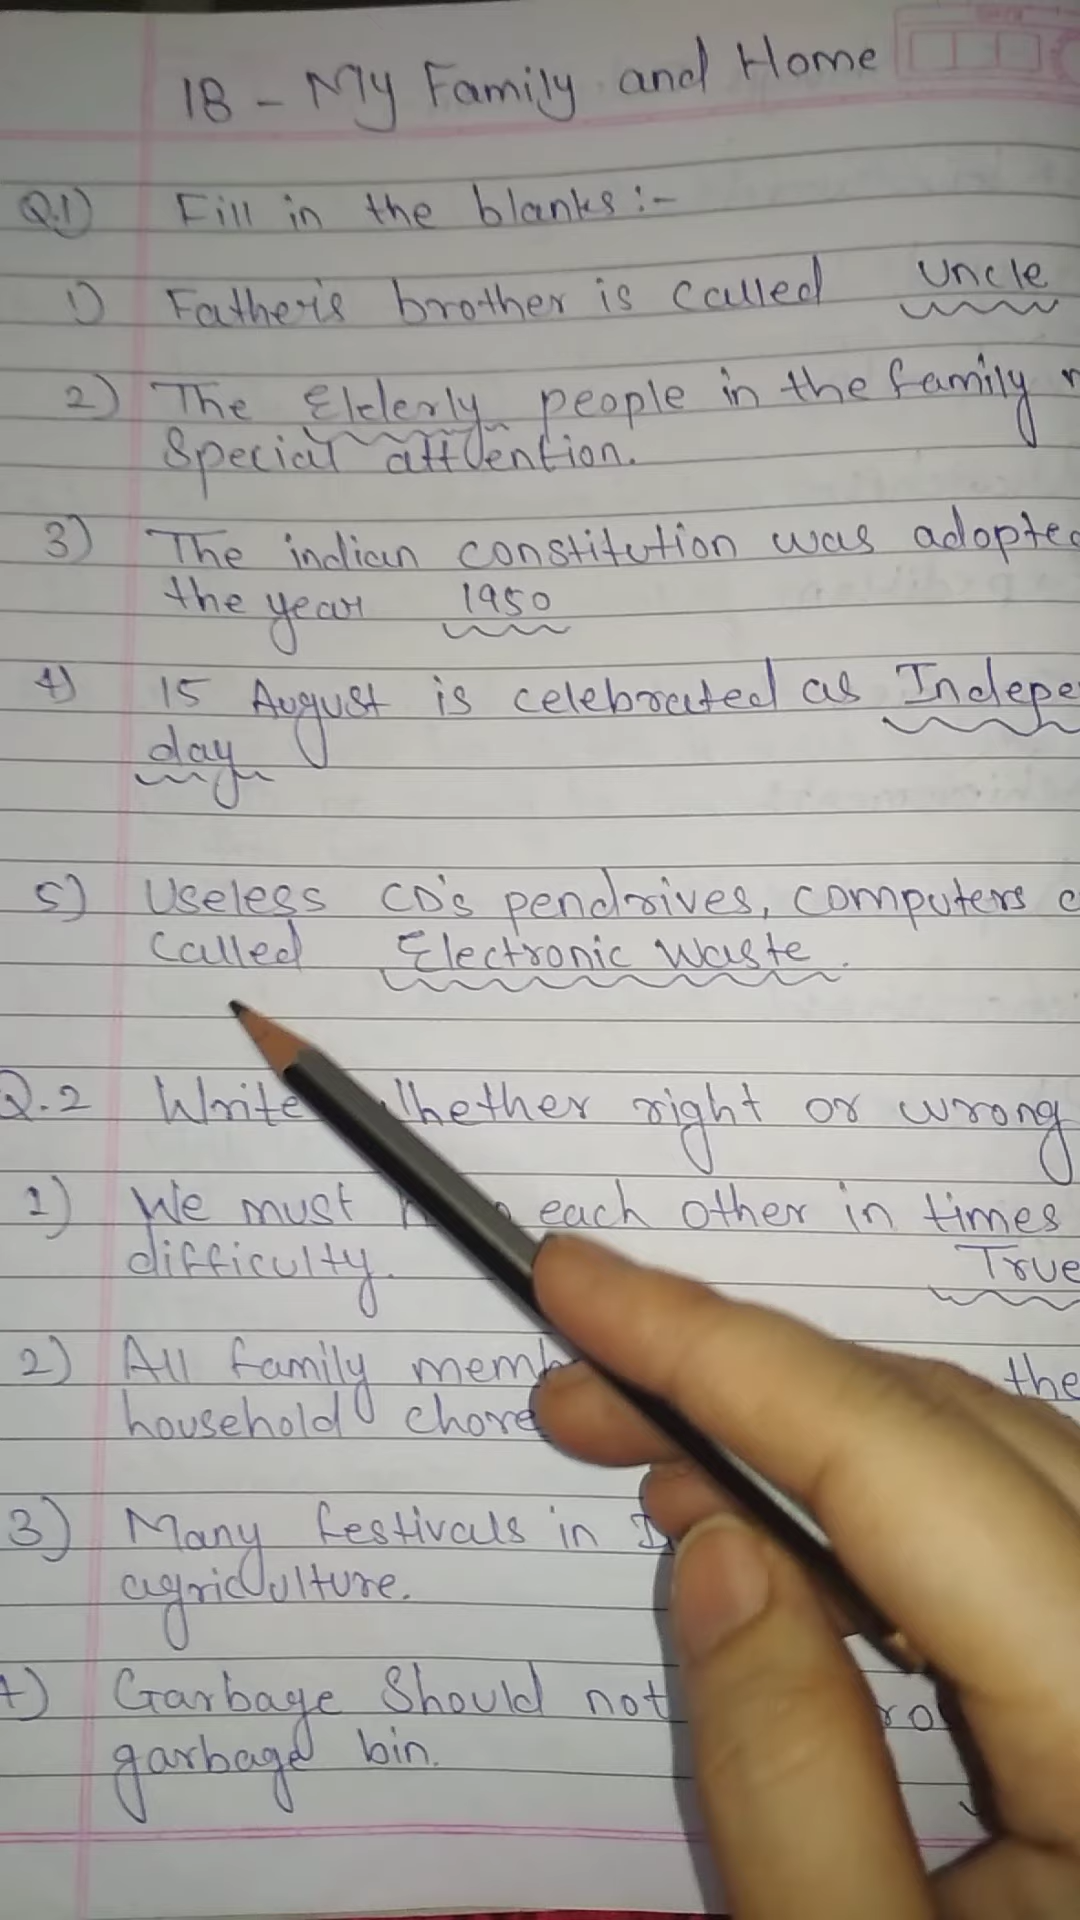 18 - My Family and Home
Q.1) Fill in the blanks :-
1) Father's brother is called Uncle
2) The Elderly people in the family
Special attention.
3) The indian constitution was adopted
the year 1950
4) 15 August is celebrated as Indepe
day
5) Useless CD's pendrives, computers
called Electronic Waste.
Q.2 Write whether right or wrong
1) We must each other in times
difficulty. True
2) All family the
household
3) Many festivals in
agriculture.
4) Garbage Should not
garbage bin.